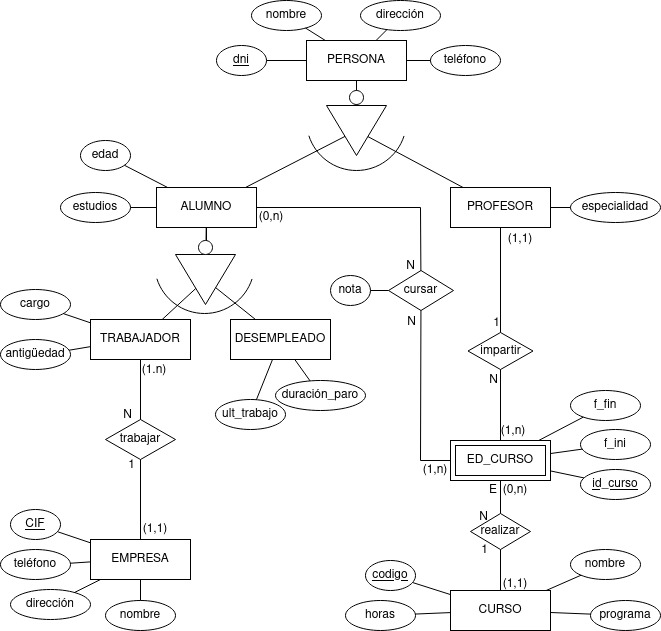 nombre
dirección
dni
PERSONA
teléfono
edad
estudios
ALUMNO
(0,n)
PROFESOR
(1,1)
especialidad
N
nota
cursar
N
cargo
antigüedad
TRABAJADOR
(1.n)
DESEMPLEADO
1
impartir
N
ult_trabajo
duración_paro
N
trabajar
1
f_fin
(1,n)
f_ini
(1,n)
ED_CURSO
id_curso
E
(0,n)
N
realizar
1
CIF
(1,1)
teléfono
EMPRESA
dirección
nombre
codigo
(1,1)
nombre
horas
CURSO
programa